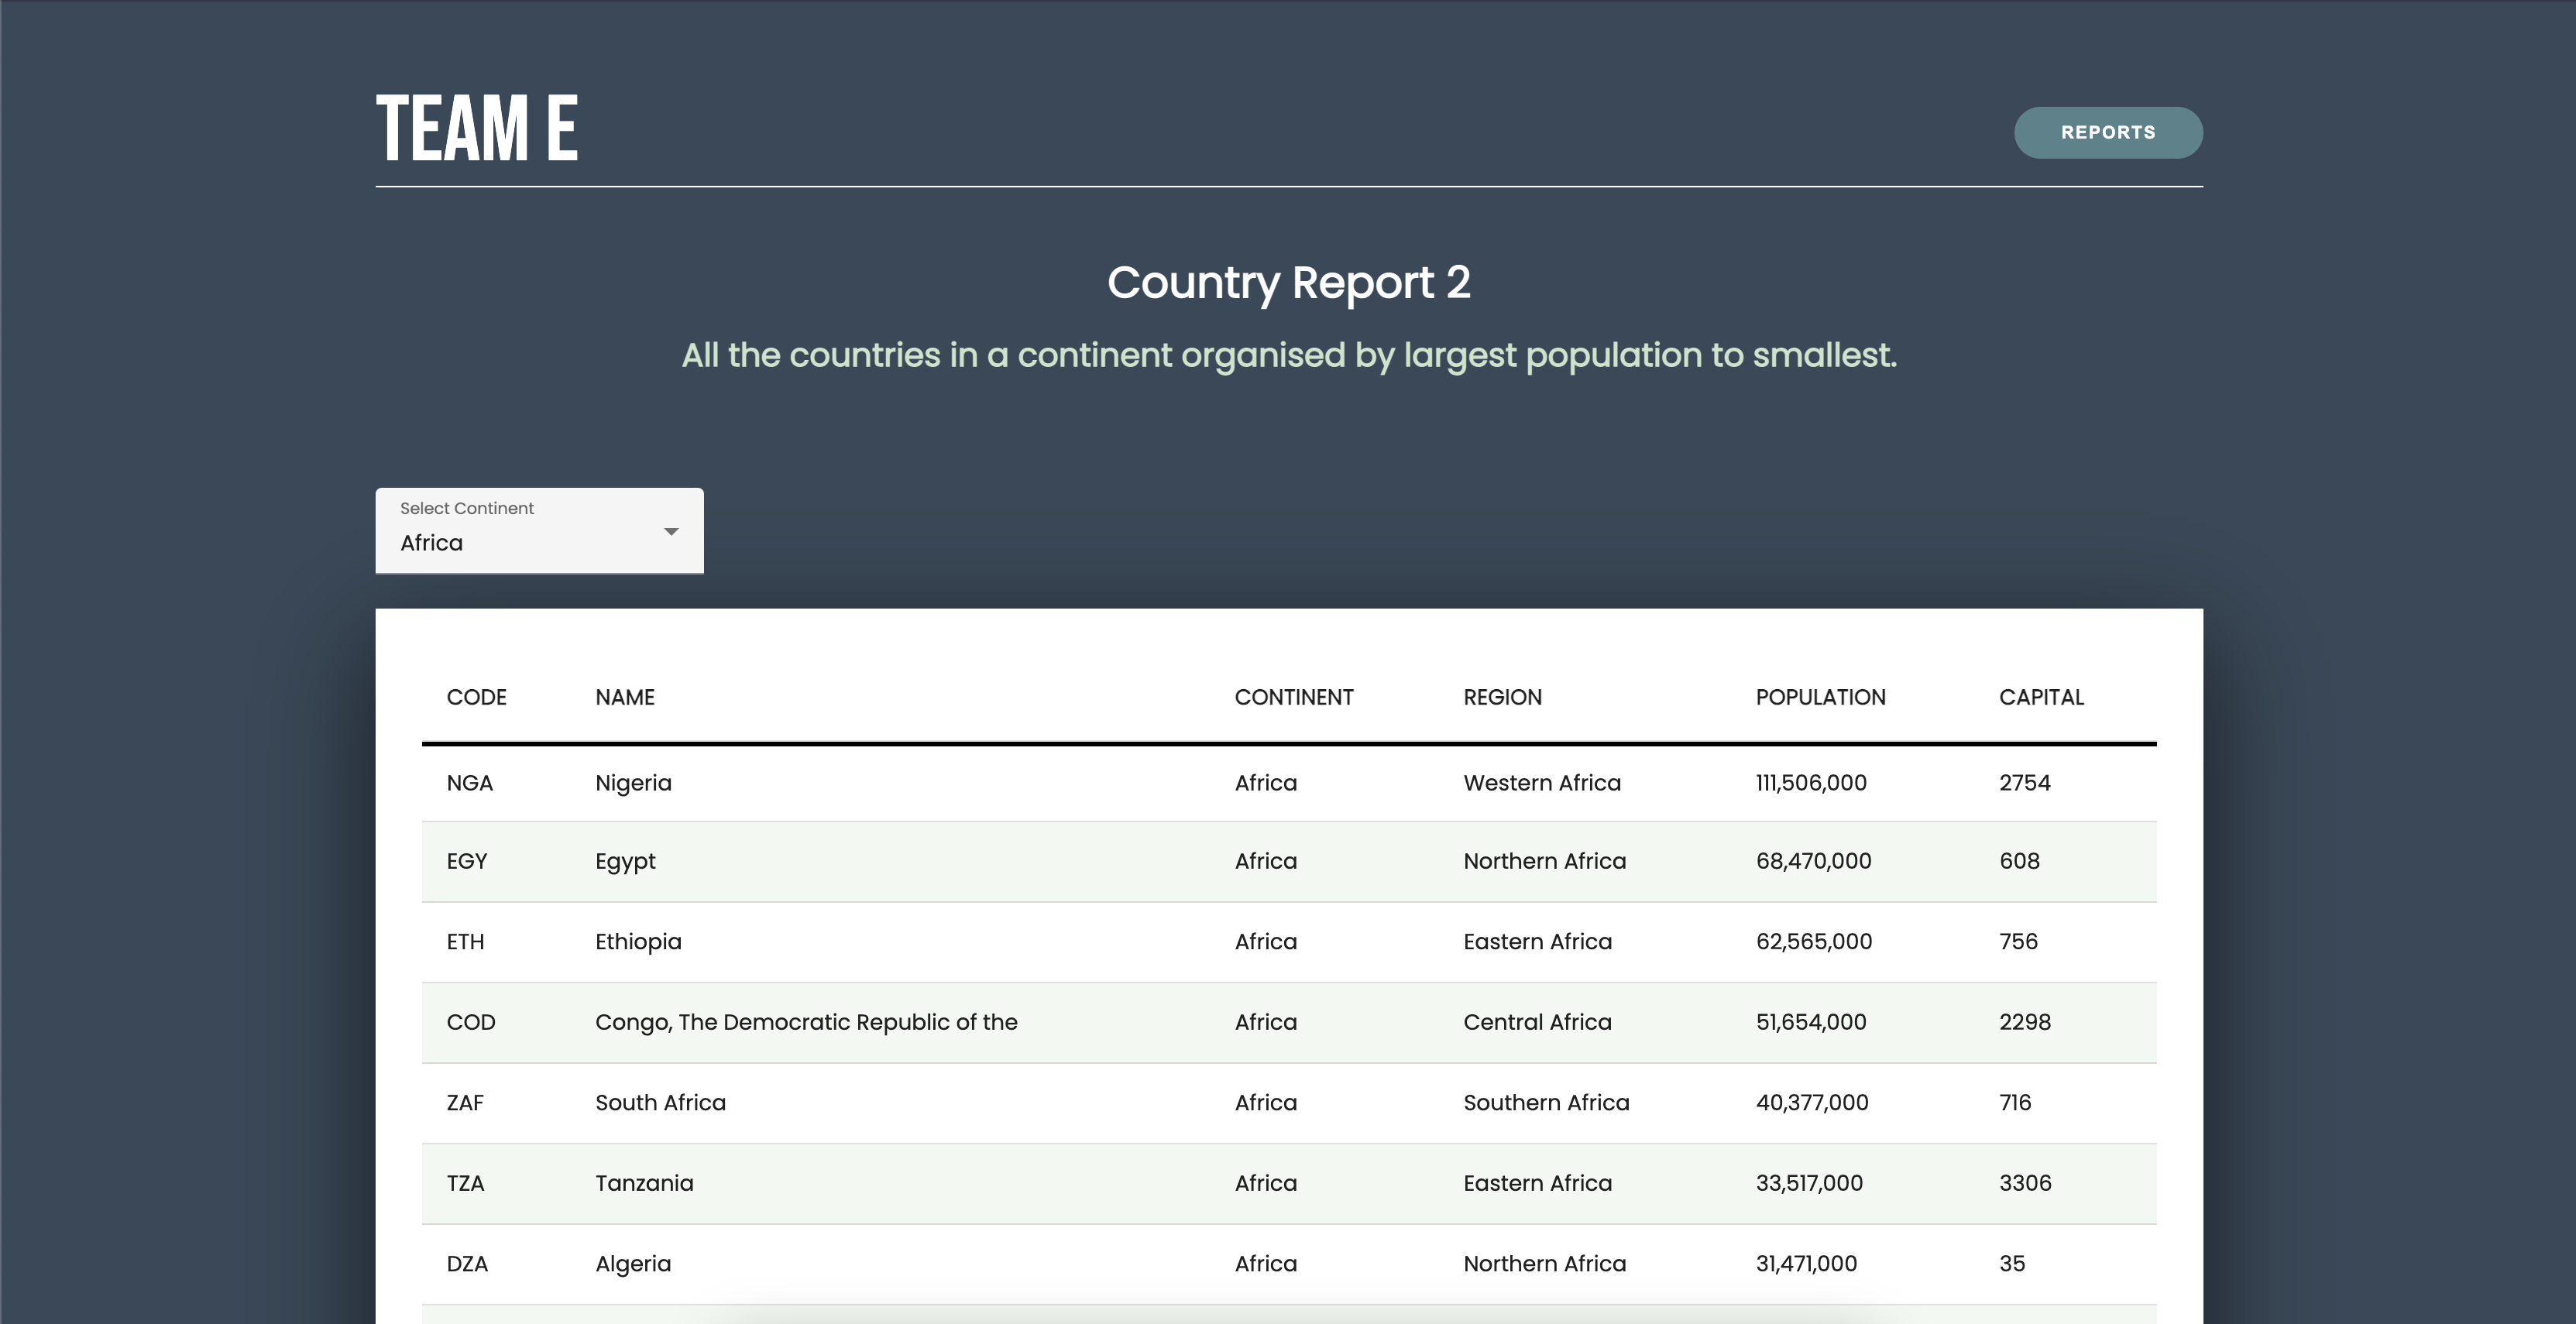 TEAM E
REPORTS
Country Report 2
All the countries in a continent organised by largest population to smallest.
Select Continent
Africa
CODE NAME CONTINENT REGION POPULATION CAPITAL
NGA Nigeria Africa Western Africa 111,506,000 2754
EGY Egypt Africa Northern Africa 68,470,000 608
ETH Ethiopia Africa Eastern Africa 62,565,000 756
COD Congo, The Democratic Republic of the Africa Central Africa 51,654,000 2298
ZAF South Africa Africa Southern Africa 40,377,000 716
TZA Tanzania Africa Eastern Africa 33,517,000 3306
DZA Algeria Africa Northern Africa 31,471,000 35